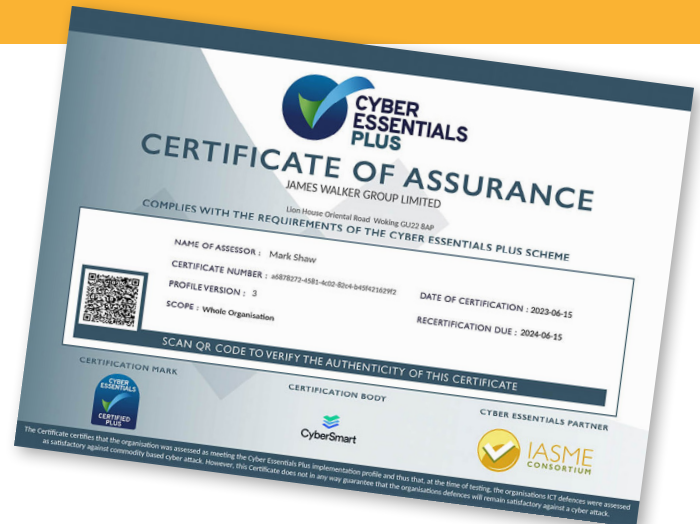 CYBER
ESSENTIALS
PLUS
CERTIFICATE OF ASSURANCE
JAMES WALKER GROUP LIMITED
Lion House Oriental Road Woking GU22 8AP
COMPLIES WITH THE REQUIREMENTS OF THE CYBER ESSENTIALS PLUS SCHEME
NAME OF ASSESSOR : Mark Shaw
CERTIFICATE NUMBER : a6878272-4581-4c02-82c4-b45f421629f2
PROFILE VERSION : 3
SCOPE : Whole Organisation
DATE OF CERTIFICATION : 2023-06-15
RECERTIFICATION DUE : 2024-06-15
SCAN QR CODE TO VERIFY THE AUTHENTICITY OF THIS CERTIFICATE
CERTIFICATION MARK
CYBER
ESSENTIALS
CERTIFIED
PLUS
CERTIFICATION BODY
CyberSmart
CYBER ESSENTIALS PARTNER
IASME
CONSORTIUM
The Certificate certifies that the organisation was assessed as meeting the Cyber Essentials Plus implementation profile and thus that, at the time of testing, the organisations ICT defences were assessed
as satisfactory against commodity based cyber attack. However, this Certificate does not in any way guarantee that the organisations defences will remain satisfactory against a cyber attack.